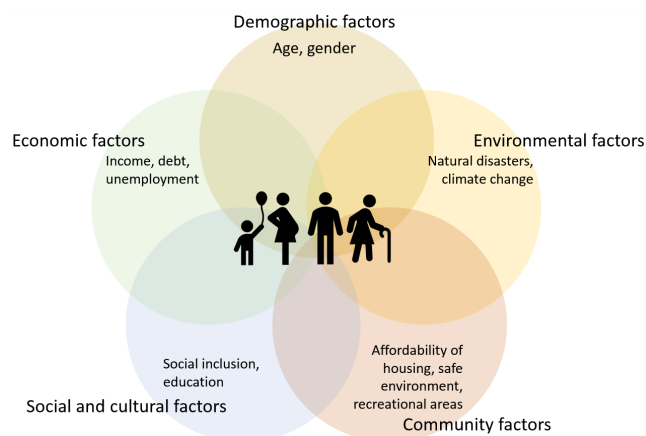 Demographic factors
Age, gender
Economic factors
Income, debt,
unemployment
Environmental factors
Natural disasters,
climate change
Social inclusion,
education
Social and cultural factors
Affordability of
housing, safe
environment,
recreational areas
Community factors